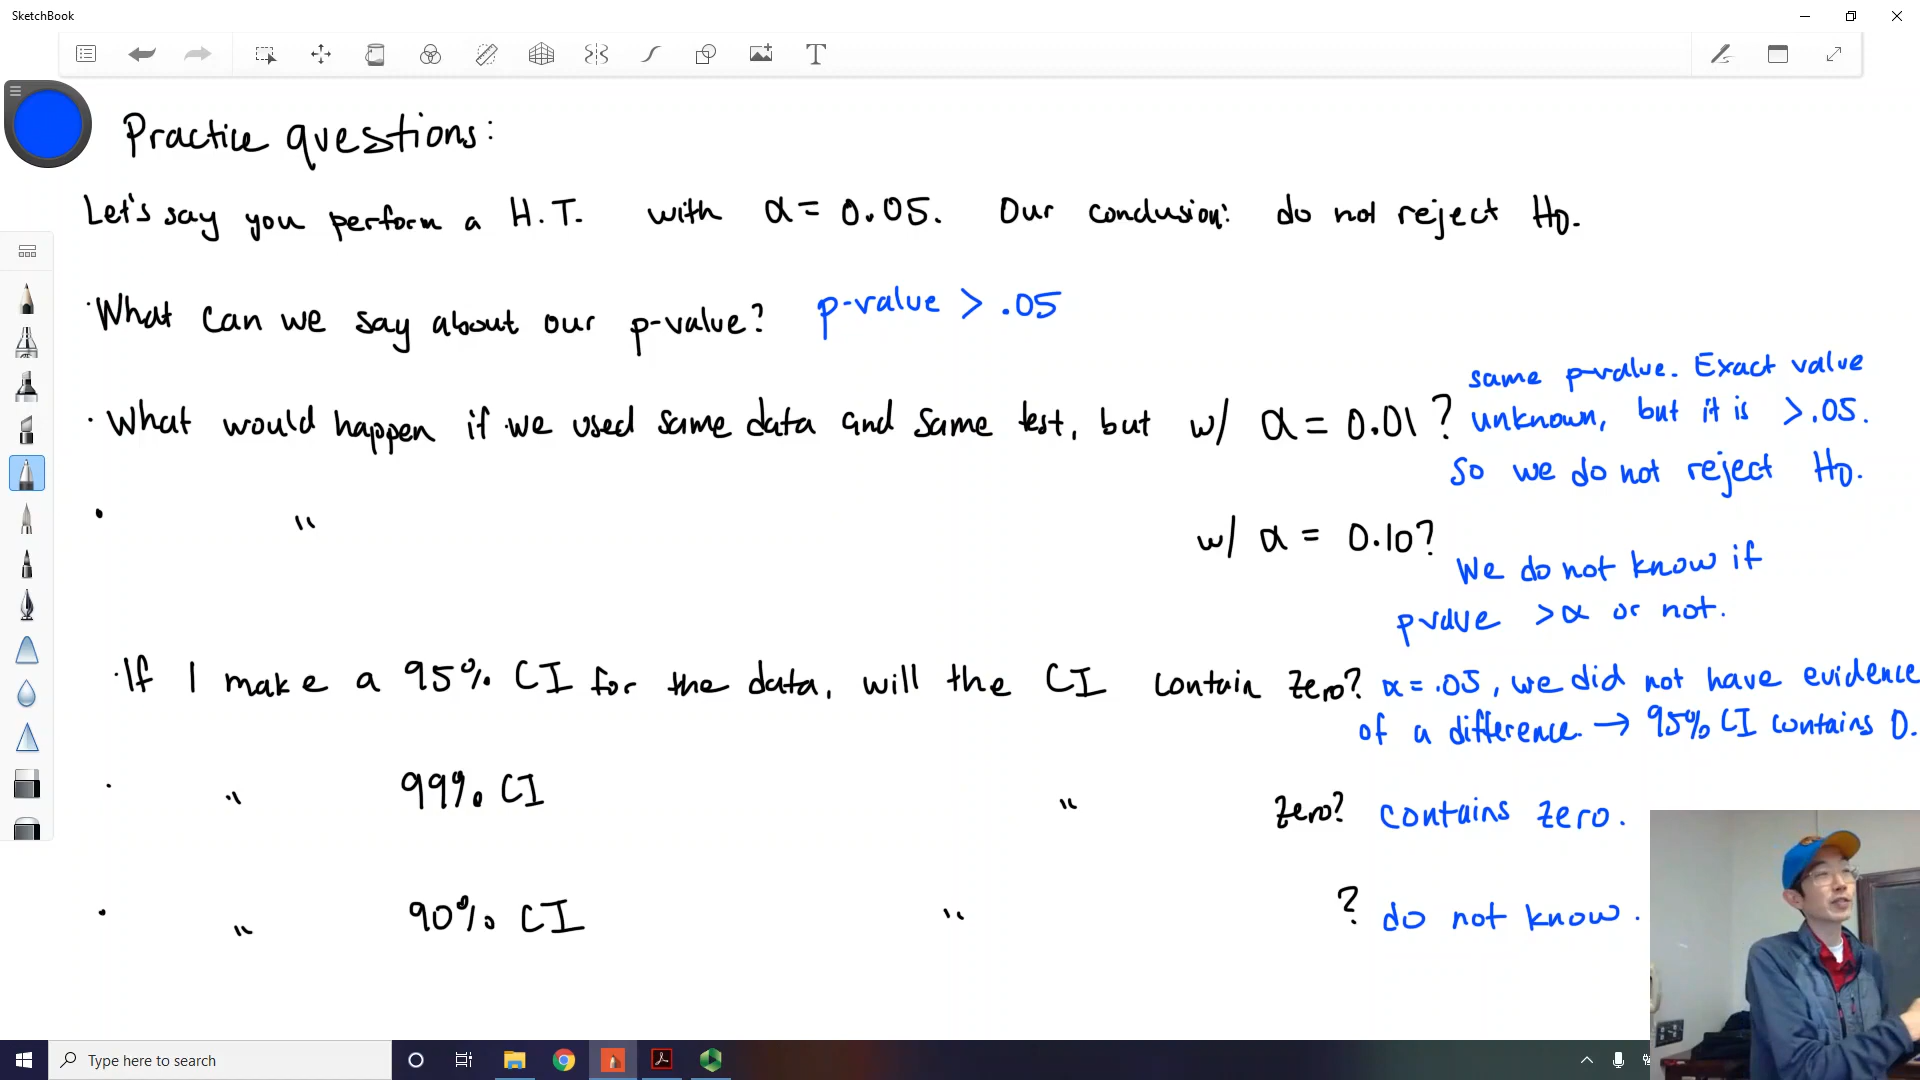 SketchBook
Practice questions:
Let's say you perform a H.T. with α = 0.05. Our conclusion: do not reject H0.
· What can we say about our p-value? p-value > .05
· What would happen if we used same data and same test, but w/ α = 0.01?
same p-value. Exact value
unknown, but it is > .05.
So we do not reject H0.
· " w/ α = 0.10?
We do not know if
pvalue > α or not.
· If I make a 95% CI for the data, will the CI contain zero? α = .05, we did not have evidence
of a difference. → 95% CI contains 0.
· " 99% CI " zero? contains zero.
· " 90% CI " ? do not know.
Type here to search